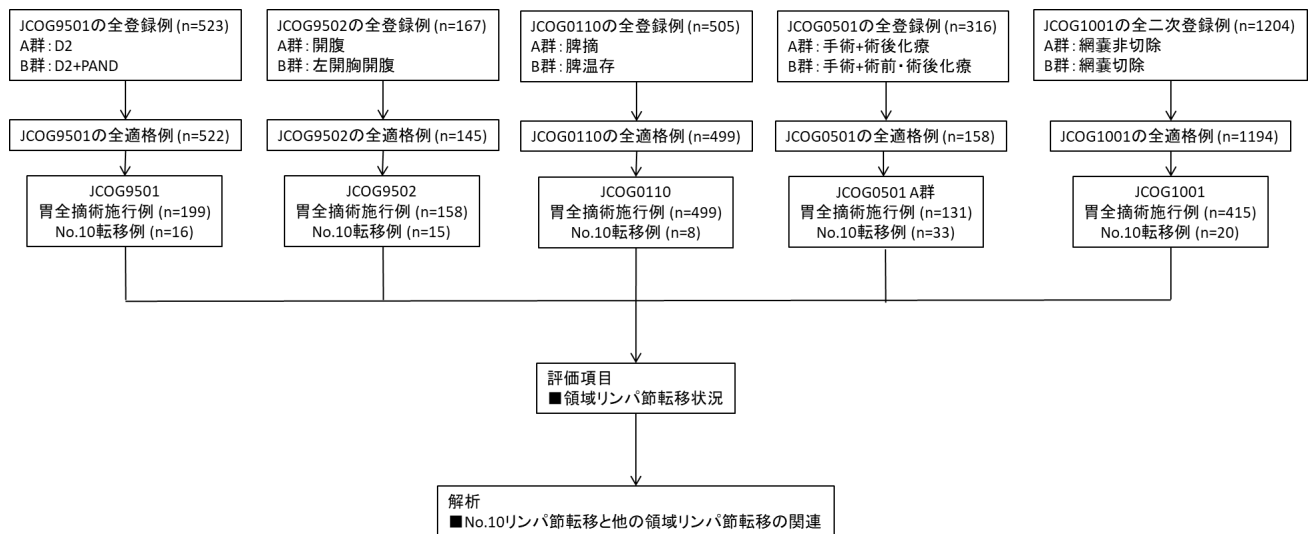 JCOG9501の全登録例 (n=523)
A群：D2
B群：D2+PAND
JCOG9502の全登録例 (n=167)
A群：開腹
B群：左開胸開腹
JCOG0110の全登録例 (n=505)
A群：脾摘
B群：脾温存
JCOG0501の全登録例 (n=316)
A群：手術+術後化療
B群：手術+術前・術後化療
JCOG1001の全二次登録例 (n=1204)
A群：網嚢非切除
B群：網嚢切除
JCOG9501の全適格例 (n=522)
JCOG9502の全適格例 (n=145)
JCOG0110の全適格例 (n=499)
JCOG0501の全適格例 (n=158)
JCOG1001の全適格例 (n=1194)
JCOG9501
胃全摘術施行例 (n=199)
No.10転移例 (n=16)
JCOG9502
胃全摘術施行例 (n=158)
No.10転移例 (n=15)
JCOG0110
胃全摘術施行例 (n=499)
No.10転移例 (n=8)
JCOG0501 A群
胃全摘術施行例 (n=131)
No.10転移例 (n=33)
JCOG1001
胃全摘術施行例 (n=415)
No.10転移例 (n=20)
評価項目
■領域リンパ節転移状況
解析
■No.10リンパ節転移と他の領域リンパ節転移の関連